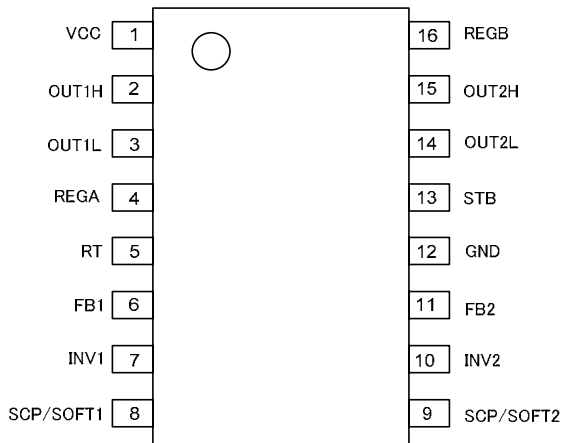 VCC 1 16 REGB
OUT1H 2 15 OUT2H
OUT1L 3 14 OUT2L
REGA 4 13 STB
RT 5 12 GND
FB1 6 11 FB2
INV1 7 10 INV2
SCP/SOFT1 8 9 SCP/SOFT2